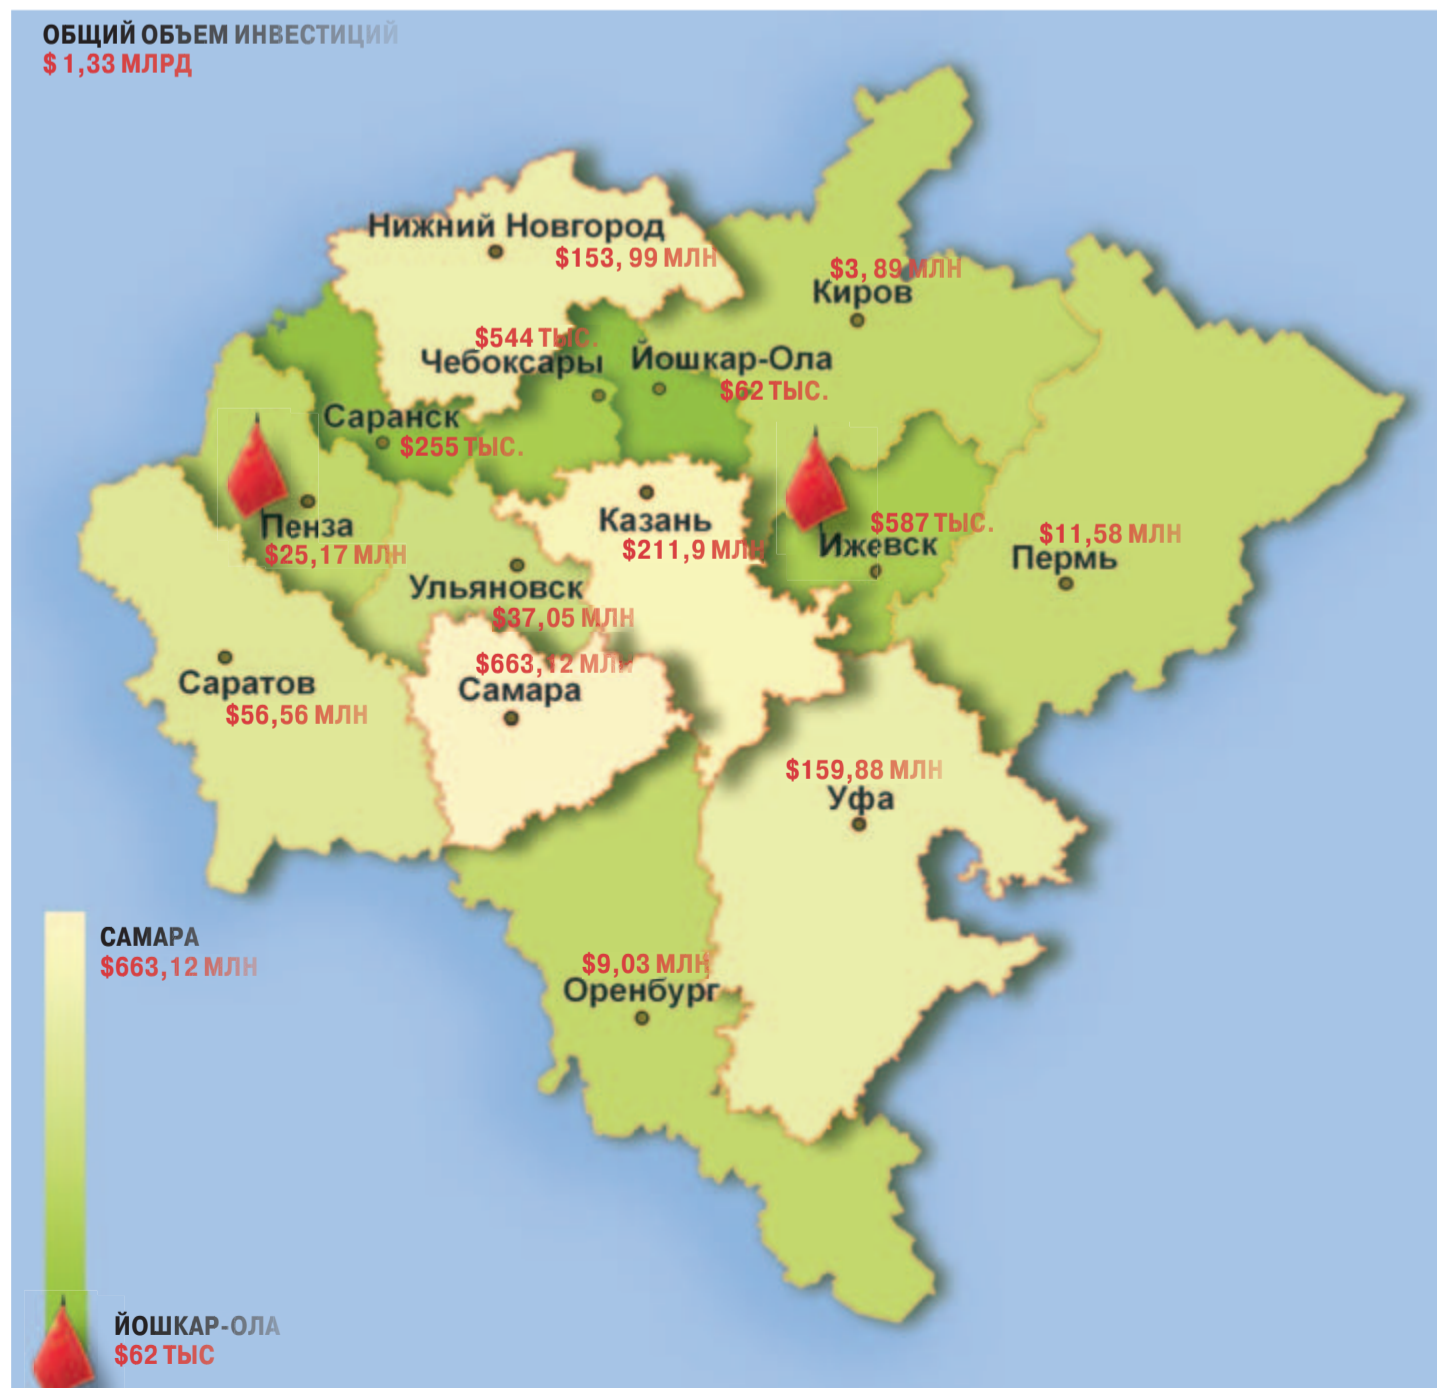 ОБЩИЙ ОБЪЕМ ИНВЕСТИЦИЙ
$ 1,33 МЛРД
Нижний Новгород
$153, 99 МЛН
$3, 89 МЛН
Киров
$544 ТЫС.
Чебоксары
Йошкар-Ола
$62 ТЫС.
Саранск
$255 ТЫС.
Пенза
$25,17 МЛН
Казань
$211,9 МЛН
$587 ТЫС.
Ижевск
$11,58 МЛН
Пермь
Ульяновск
$37,05 МЛН
$663,12 МЛН
Самара
Саратов
$56,56 МЛН
$159,88 МЛН
Уфа
$9,03 МЛН
Оренбург
САМАРА
$663,12 МЛН
ЙОШКАР-ОЛА
$62 ТЫС